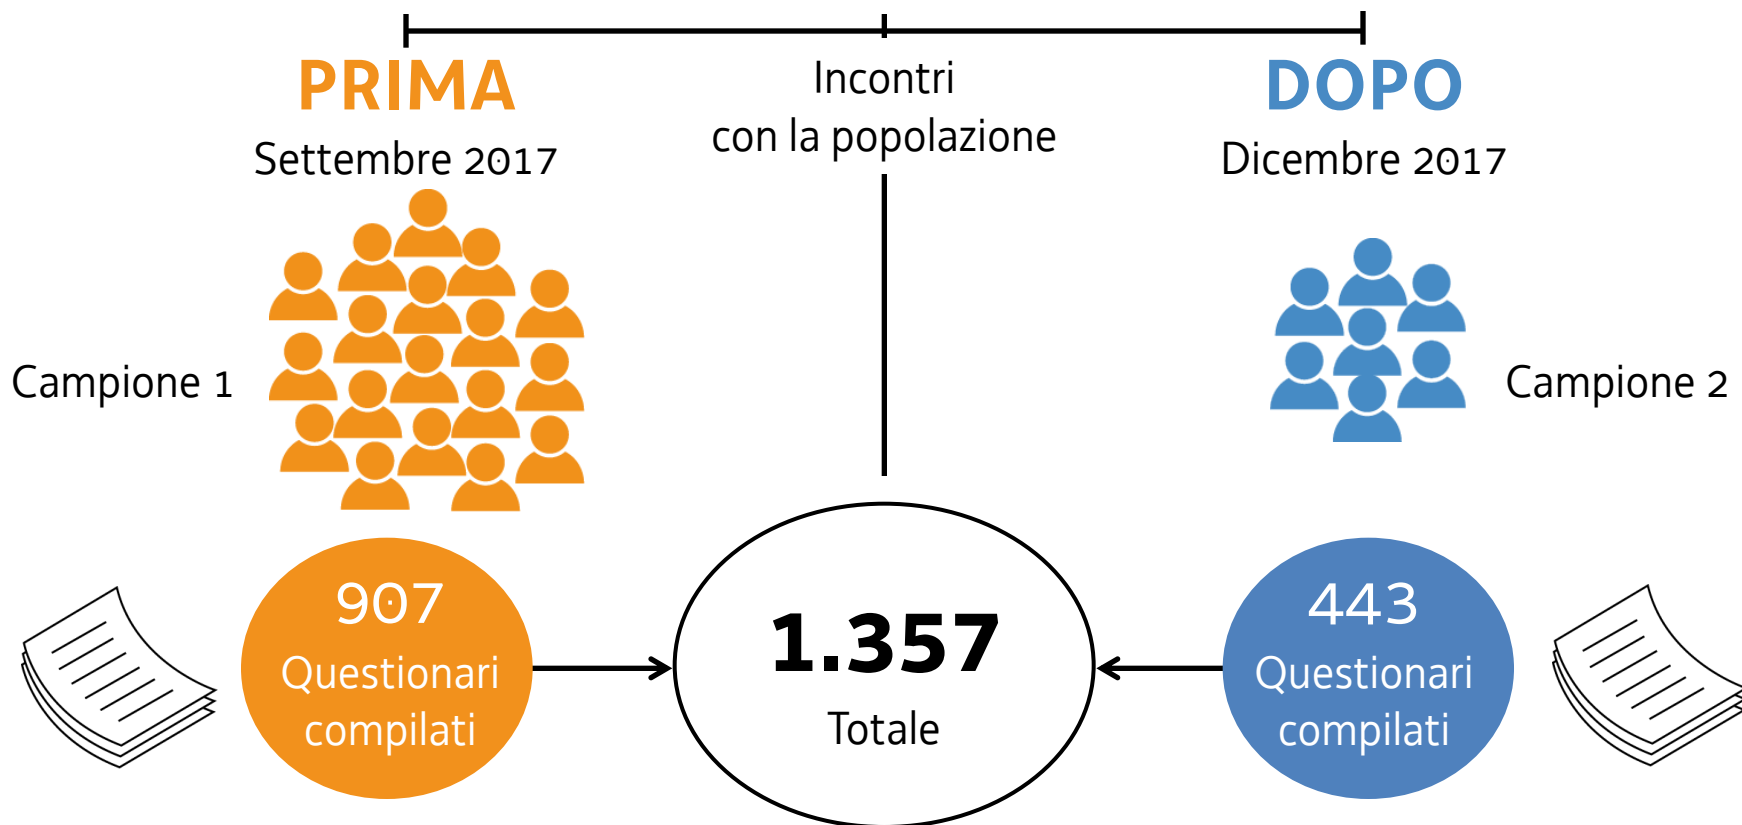 PRIMA
Settembre 2017
Incontri
con la popolazione
DOPO
Dicembre 2017
Campione 1
Campione 2
907
Questionari
compilati
1.357
Totale
443
Questionari
compilati